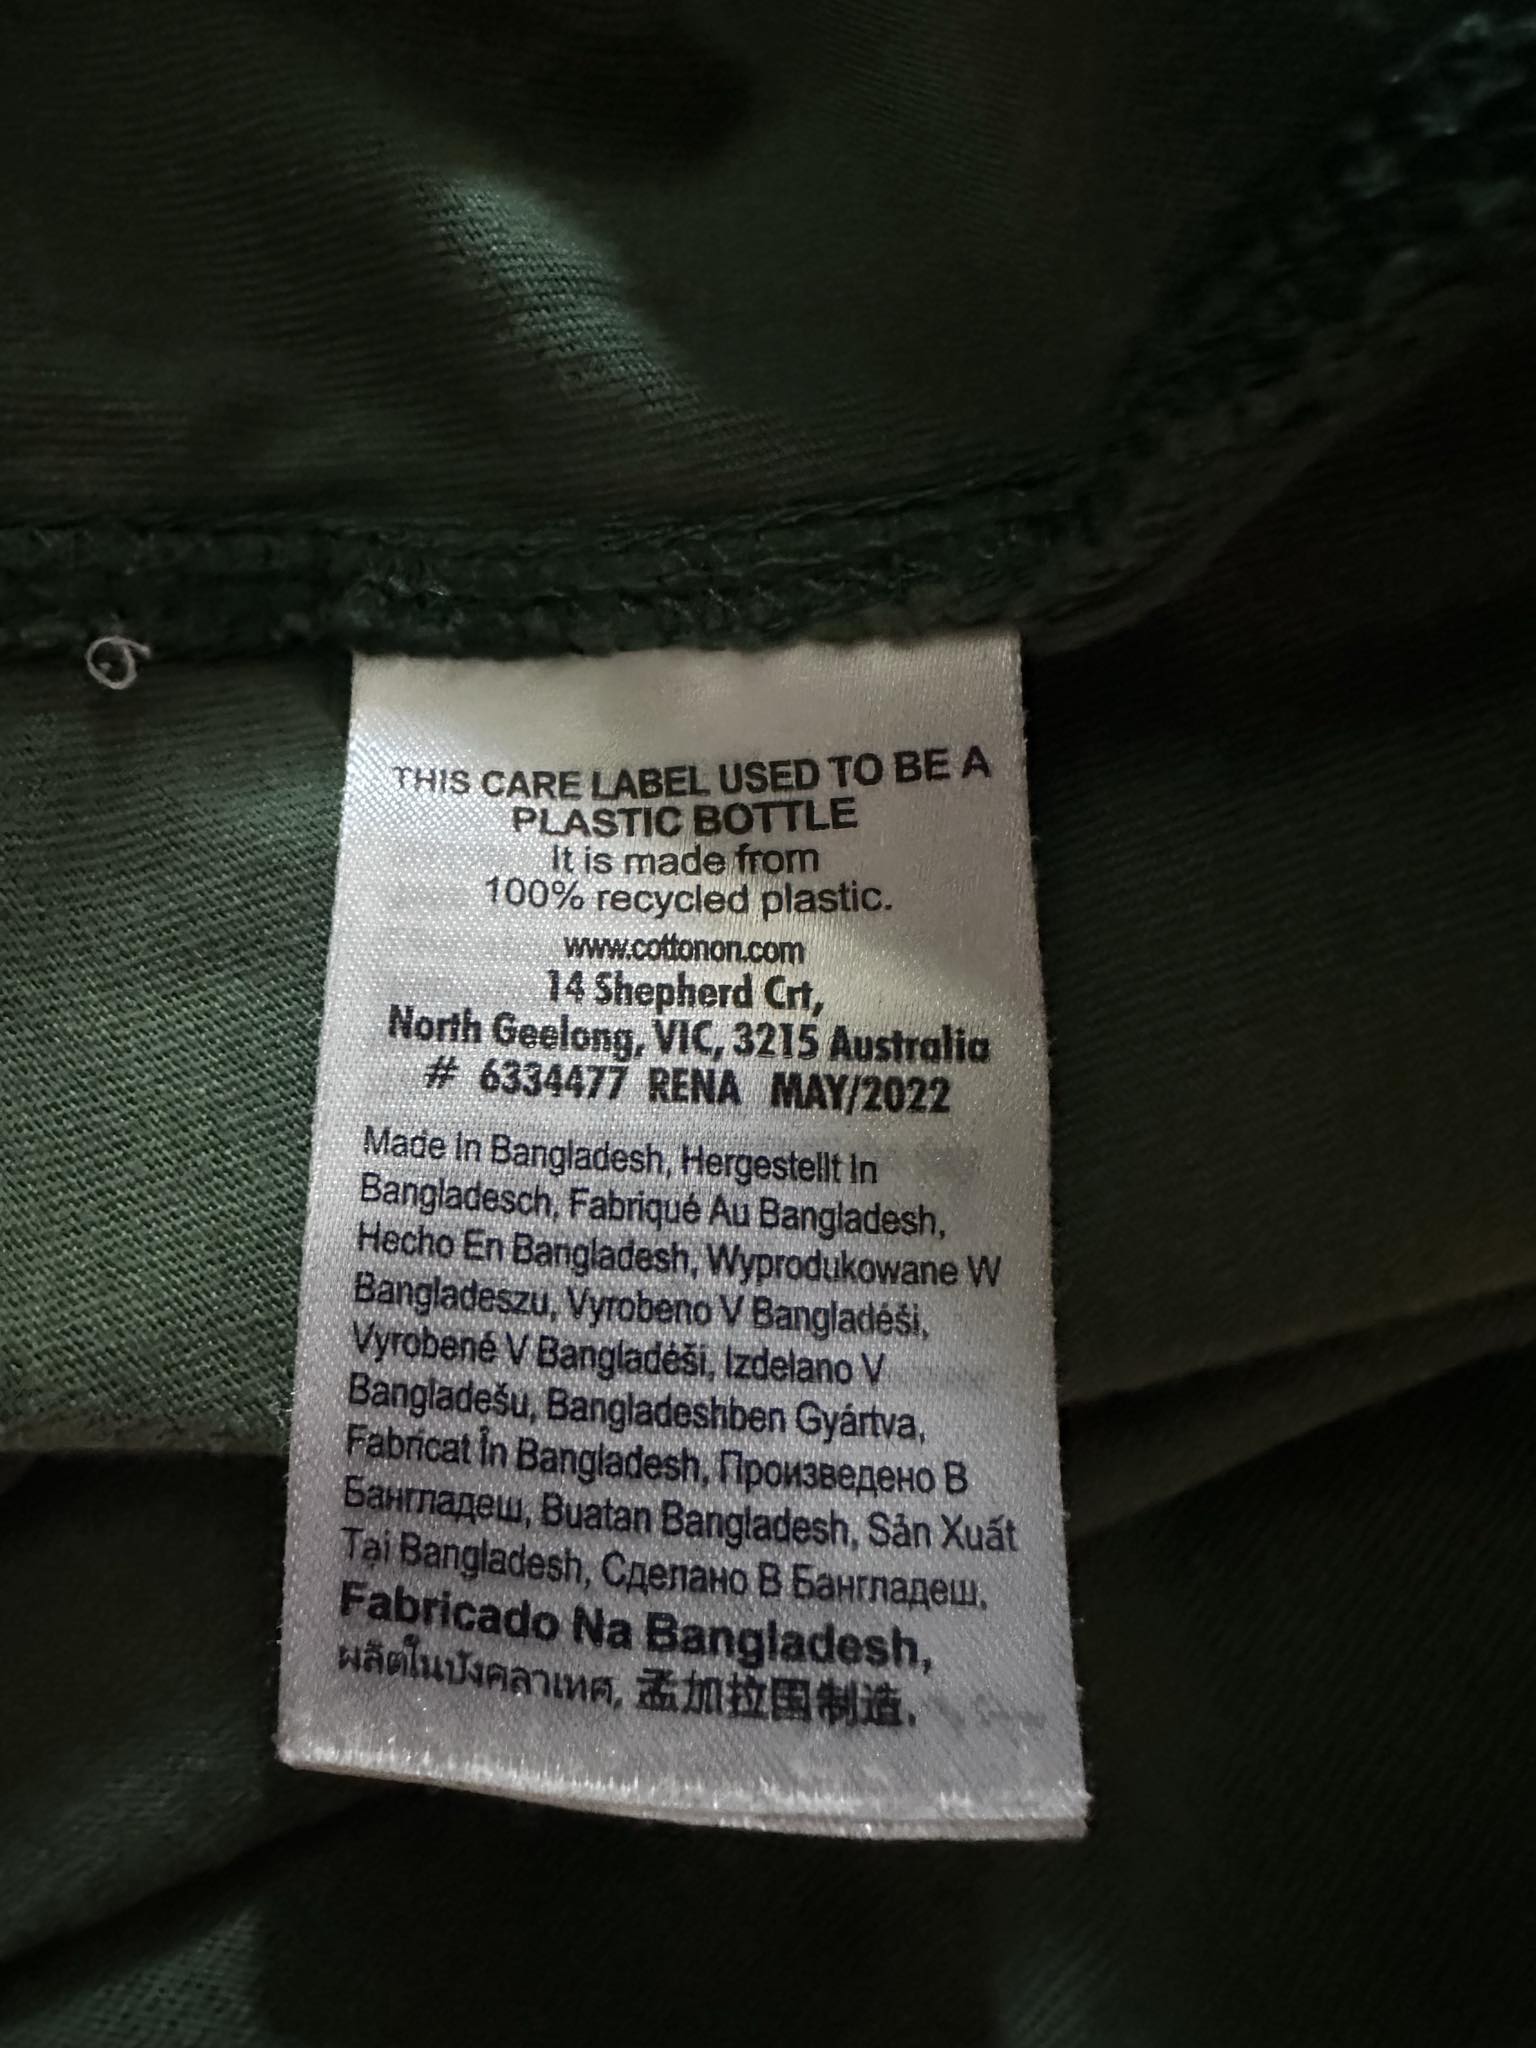 THIS CARE LABEL USED TO BE A
PLASTIC BOTTLE
It is made from
100% recycled plastic.
www.cottonon.com
14 Shepherd Crt,
North Geelong, VIC, 3215 Australia
# 6334477 RENA MAY/2022
Made In Bangladesh, Hergestellt In
Bangladesch, Fabriqué Au Bangladesh,
Hecho En Bangladesh, Wyprodukowane W
Bangladeszu, Vyrobeno V Bangladéši,
Vyrobené V Bangladéši, Izdelano V
Bangladešu, Bangladeshben Gyártva,
Fabricat În Bangladesh, Произведено В
Бангладеш, Buatan Bangladesh, Sản Xuất
Tại Bangladesh, Сделано В Бангладеш,
Fabricado Na Bangladesh,
ผลิตในบังคลาเทศ, 孟加拉国制造.